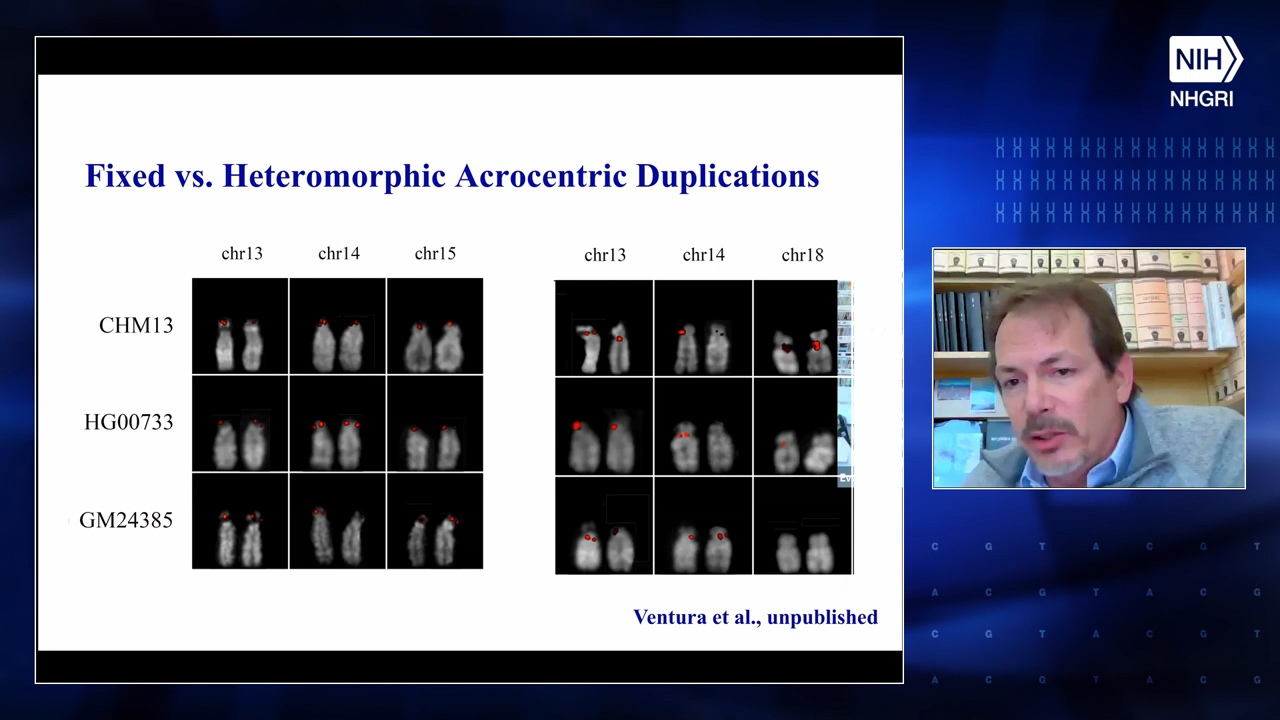 NIH
NHGRI
Fixed vs. Heteromorphic Acrocentric Duplications
chr13 chr14 chr15
chr13 chr14 chr18
CHM13
HG00733
GM24385
Ev
Ventura et al., unpublished
C G T A C G T
A C G T A C G
C G T A C G T
A C G T A C G